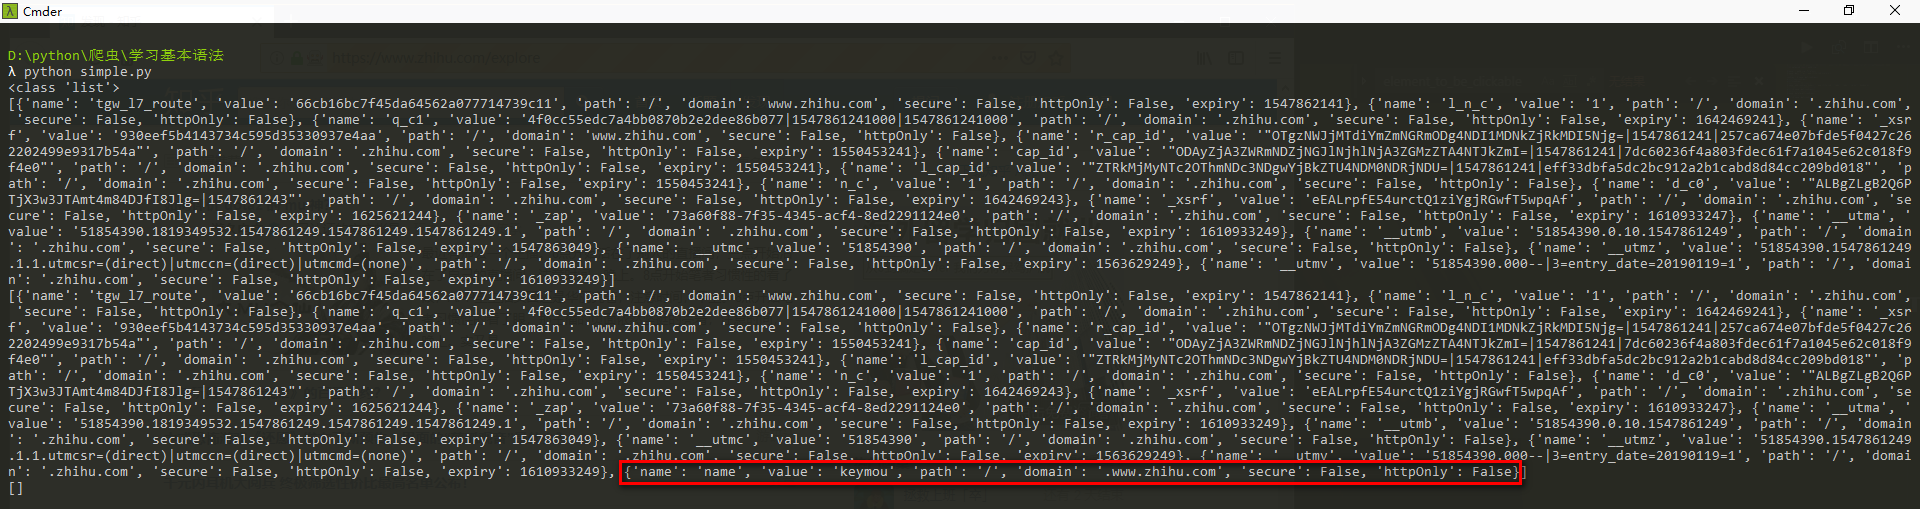 Cmder
D:\python\爬虫\学习基本语法
λ python simple.py
<class 'list'>
[{'name': 'tgw_l7_route', 'value': '66cb16bc7f45da64562a077714739c11', 'path': '/', 'domain': 'www.zhihu.com', 'secure': False, 'httpOnly': False, 'expiry': 1547862141}, {'name': 'l_n_c', 'value': '1', 'path': '/', 'domain': '.zhihu.com',
 'secure': False, 'httpOnly': False}, {'name': 'q_c1', 'value': '4f0cc55edc7a4bb0870b2e2dee86b077|1547861241000|1547861241000', 'path': '/', 'domain': '.zhihu.com', 'secure': False, 'httpOnly': False, 'expiry': 1642469241}, {'name': '_xsr
f', 'value': '930eef5b4143734c595d35330937e4aa', 'path': '/', 'domain': 'www.zhihu.com', 'secure': False, 'httpOnly': False}, {'name': 'r_cap_id', 'value': '"OTgzNWJjMTdiYmZmNGRmODg4NDI1MDNkZjRkMDI5Njg=|1547861241|257ca674e07bfde5f0427c26
2202499e9317b54a"', 'path': '/', 'domain': '.zhihu.com', 'secure': False, 'httpOnly': False, 'expiry': 1550453241}, {'name': 'cap_id', 'value': '"ODAyZjA3ZWRmNDZjNGJlNjhlNjA3ZGMzZTA4NTJkZmI=|1547861241|7dc60236f4a803fdec61f7a1045e62c018f9
f4e0"', 'path': '/', 'domain': '.zhihu.com', 'secure': False, 'httpOnly': False, 'expiry': 1550453241}, {'name': 'l_cap_id', 'value': '"ZTRkMjMyNTc2OThmNDc3NDgwYjBkZTU4NDM0NDRjNDU=|1547861241|eff33dbfa5dc2bc912a2b1cabd8d84cc209bd018"', 'p
ath': '/', 'domain': '.zhihu.com', 'secure': False, 'httpOnly': False, 'expiry': 1550453241}, {'name': 'n_c', 'value': '1', 'path': '/', 'domain': '.zhihu.com', 'secure': False, 'httpOnly': False}, {'name': 'd_c0', 'value': '"ALBgZLgB2Q6P
TjX3w3JTAmt4m84DJfI8Jlg=|1547861243"', 'path': '/', 'domain': '.zhihu.com', 'secure': False, 'httpOnly': False, 'expiry': 1642469243}, {'name': '_xsrf', 'value': 'eEALrpfE54urctQ1ziYgjRGwfT5wpqAf', 'path': '/', 'domain': '.zhihu.com', 'se
cure': False, 'httpOnly': False, 'expiry': 1625621244}, {'name': '_zap', 'value': '73a60f88-7f35-4345-acf4-8ed2291124e0', 'path': '/', 'domain': '.zhihu.com', 'secure': False, 'httpOnly': False, 'expiry': 1610933247}, {'name': '__utma', '
value': '51854390.1819349532.1547861249.1547861249.1547861249.1', 'path': '/', 'domain': '.zhihu.com', 'secure': False, 'httpOnly': False, 'expiry': 1610933249}, {'name': '__utmb', 'value': '51854390.0.10.1547861249', 'path': '/', 'domain
': '.zhihu.com', 'secure': False, 'httpOnly': False, 'expiry': 1547863049}, {'name': '__utmc', 'value': '51854390', 'path': '/', 'domain': '.zhihu.com', 'secure': False, 'httpOnly': False}, {'name': '__utmz', 'value': '51854390.1547861249
.1.1.utmcsr=(direct)|utmccn=(direct)|utmcmd=(none)', 'path': '/', 'domain': '.zhihu.com', 'secure': False, 'httpOnly': False, 'expiry': 1563629249}, {'name': '__utmv', 'value': '51854390.000--|3=entry_date=20190119=1', 'path': '/', 'domai
n': '.zhihu.com', 'secure': False, 'httpOnly': False, 'expiry': 1610933249}]
[{'name': 'tgw_l7_route', 'value': '66cb16bc7f45da64562a077714739c11', 'path': '/', 'domain': 'www.zhihu.com', 'secure': False, 'httpOnly': False, 'expiry': 1547862141}, {'name': 'l_n_c', 'value': '1', 'path': '/', 'domain': '.zhihu.com',
 'secure': False, 'httpOnly': False}, {'name': 'q_c1', 'value': '4f0cc55edc7a4bb0870b2e2dee86b077|1547861241000|1547861241000', 'path': '/', 'domain': '.zhihu.com', 'secure': False, 'httpOnly': False, 'expiry': 1642469241}, {'name': '_xsr
f', 'value': '930eef5b4143734c595d35330937e4aa', 'path': '/', 'domain': 'www.zhihu.com', 'secure': False, 'httpOnly': False}, {'name': 'r_cap_id', 'value': '"OTgzNWJjMTdiYmZmNGRmODg4NDI1MDNkZjRkMDI5Njg=|1547861241|257ca674e07bfde5f0427c26
2202499e9317b54a"', 'path': '/', 'domain': '.zhihu.com', 'secure': False, 'httpOnly': False, 'expiry': 1550453241}, {'name': 'cap_id', 'value': '"ODAyZjA3ZWRmNDZjNGJlNjhlNjA3ZGMzZTA4NTJkZmI=|1547861241|7dc60236f4a803fdec61f7a1045e62c018f9
f4e0"', 'path': '/', 'domain': '.zhihu.com', 'secure': False, 'httpOnly': False, 'expiry': 1550453241}, {'name': 'l_cap_id', 'value': '"ZTRkMjMyNTc2OThmNDc3NDgwYjBkZTU4NDM0NDRjNDU=|1547861241|eff33dbfa5dc2bc912a2b1cabd8d84cc209bd018"', 'p
ath': '/', 'domain': '.zhihu.com', 'secure': False, 'httpOnly': False, 'expiry': 1550453241}, {'name': 'n_c', 'value': '1', 'path': '/', 'domain': '.zhihu.com', 'secure': False, 'httpOnly': False}, {'name': 'd_c0', 'value': '"ALBgZLgB2Q6P
TjX3w3JTAmt4m84DJfI8Jlg=|1547861243"', 'path': '/', 'domain': '.zhihu.com', 'secure': False, 'httpOnly': False, 'expiry': 1642469243}, {'name': '_xsrf', 'value': 'eEALrpfE54urctQ1ziYgjRGwfT5wpqAf', 'path': '/', 'domain': '.zhihu.com', 'se
cure': False, 'httpOnly': False, 'expiry': 1625621244}, {'name': '_zap', 'value': '73a60f88-7f35-4345-acf4-8ed2291124e0', 'path': '/', 'domain': '.zhihu.com', 'secure': False, 'httpOnly': False, 'expiry': 1610933247}, {'name': '__utma', '
value': '51854390.1819349532.1547861249.1547861249.1547861249.1', 'path': '/', 'domain': '.zhihu.com', 'secure': False, 'httpOnly': False, 'expiry': 1610933249}, {'name': '__utmb', 'value': '51854390.0.10.1547861249', 'path': '/', 'domain
': '.zhihu.com', 'secure': False, 'httpOnly': False, 'expiry': 1547863049}, {'name': '__utmc', 'value': '51854390', 'path': '/', 'domain': '.zhihu.com', 'secure': False, 'httpOnly': False}, {'name': '__utmz', 'value': '51854390.1547861249
.1.1.utmcsr=(direct)|utmccn=(direct)|utmcmd=(none)', 'path': '/', 'domain': '.zhihu.com', 'secure': False, 'httpOnly': False, 'expiry': 1563629249}, {'name': '__utmv', 'value': '51854390.000--|3=entry_date=20190119=1', 'path': '/', 'domai
n': '.zhihu.com', 'secure': False, 'httpOnly': False, 'expiry': 1610933249}, {'name': 'name', 'value': 'keymou', 'path': '/', 'domain': '.www.zhihu.com', 'secure': False, 'httpOnly': False}]
[]